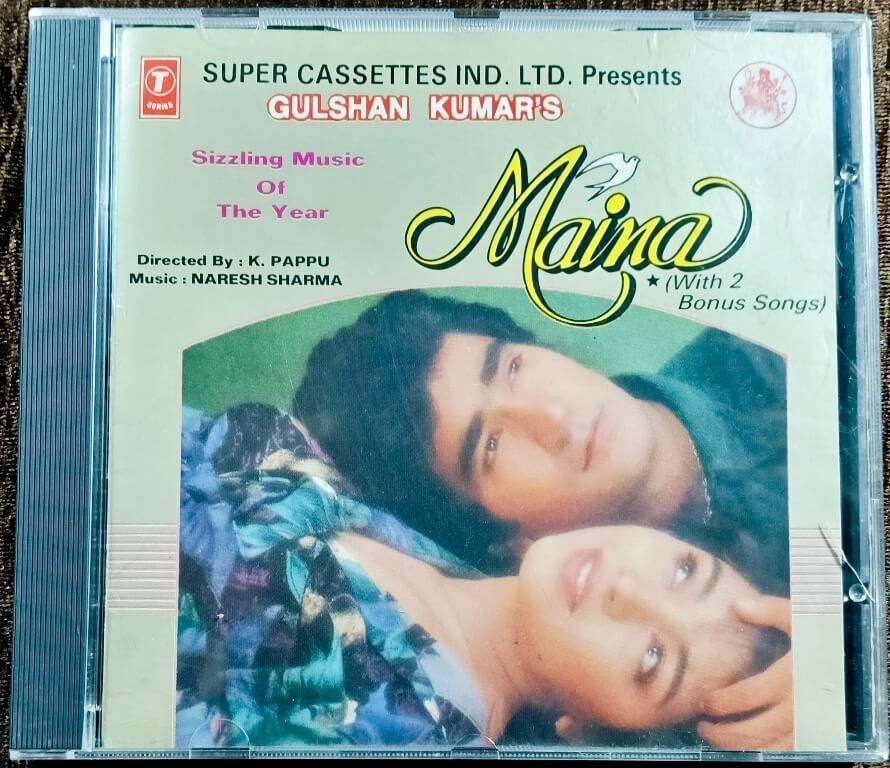 T
SERIES
SUPER CASSETTES IND. LTD. Presents
GULSHAN KUMAR'S
Sizzling Music
Of
The Year
Maina
Directed By : K. PAPPU
Music : NARESH SHARMA
★ (With 2
Bonus Songs)